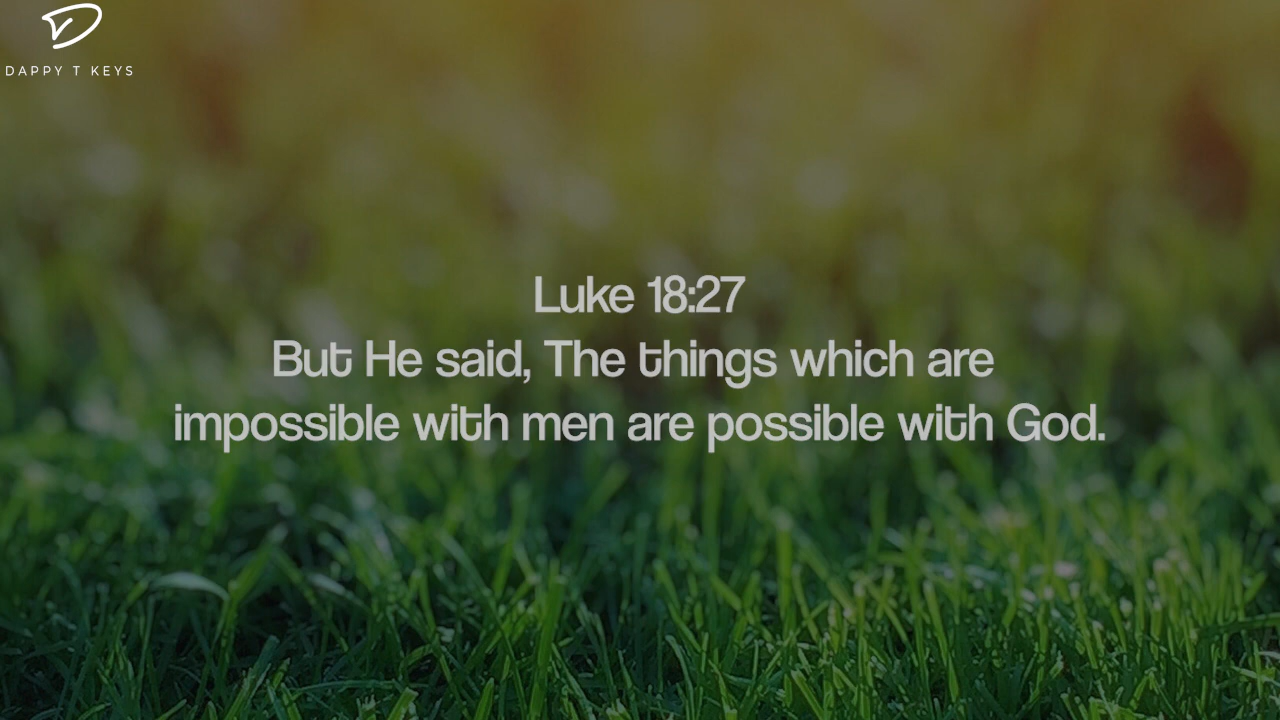 DAPPY T KEYS
Luke 18:27
But He said, The things which are
impossible with men are possible with God.